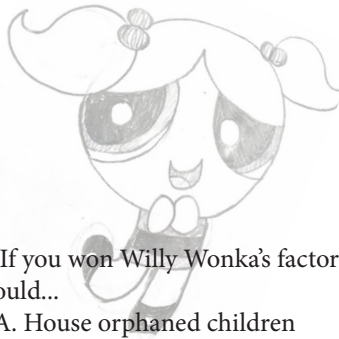 If you won Willy Wonka's factor
ould...
A. House orphaned children